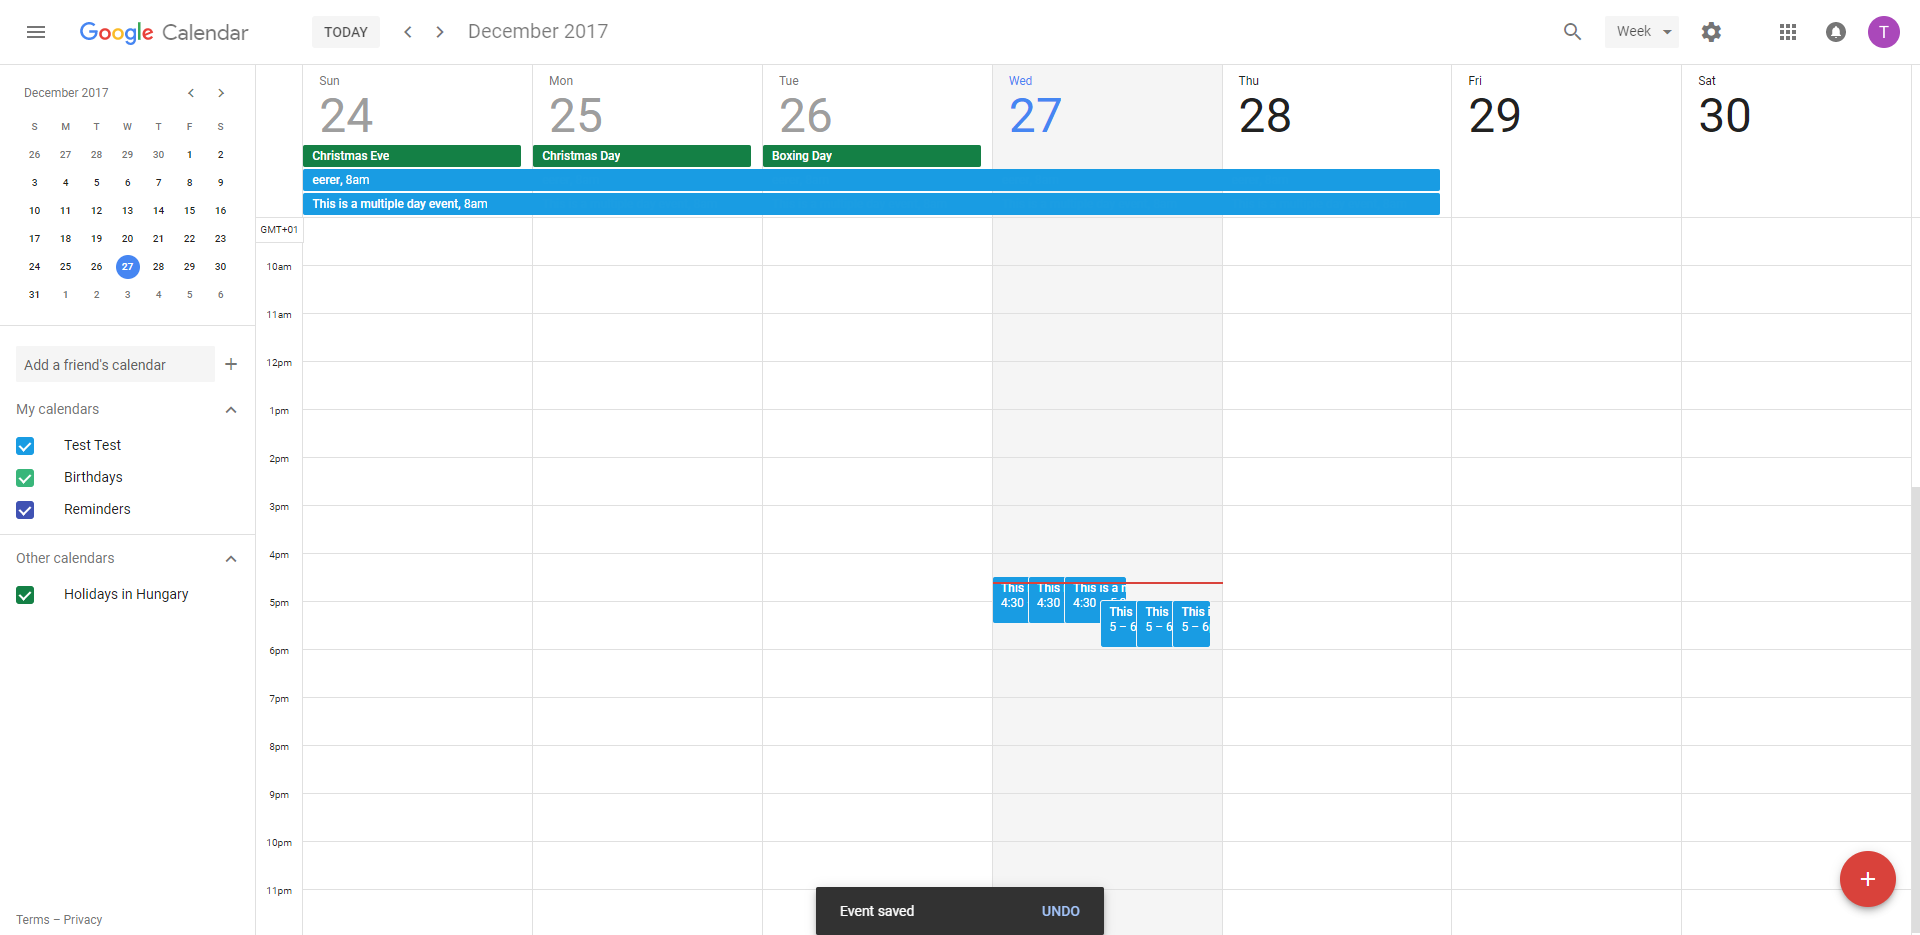 Google Calendar
TODAY
December 2017
Week
T
December 2017
S M T W T F S
26 27 28 29 30 1 2
3 4 5 6 7 8 9
10 11 12 13 14 15 16
17 18 19 20 21 22 23
24 25 26 27 28 29 30
31 1 2 3 4 5 6
Add a friend's calendar
My calendars
Test Test
Birthdays
Reminders
Other calendars
Holidays in Hungary
Terms – Privacy
Sun Mon Tue Wed Thu Fri Sat
24 25 26 27 28 29 30
Christmas Eve
Christmas Day
Boxing Day
eerer, 8am
This is a multiple day event, 8am
GMT+01
10am
11am
12pm
1pm
2pm
3pm
4pm
5pm
6pm
7pm
8pm
9pm
10pm
11pm
This This This is a
4:30 4:30 4:30
This This This
5 – 6 5 – 6 5 – 6
Event saved
UNDO